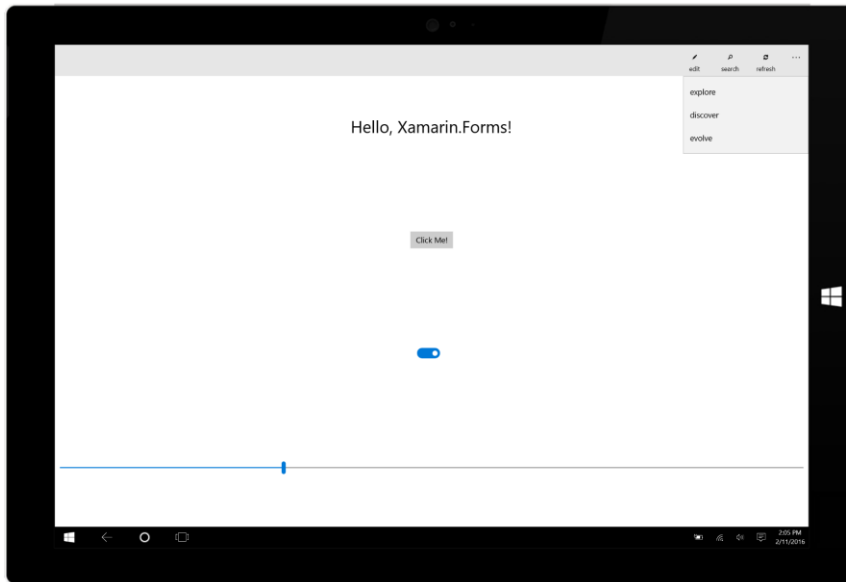 edit search refresh ...
explore
discover
evolve
Hello, Xamarin.Forms!
Click Me!
2:05 PM
2/11/2016